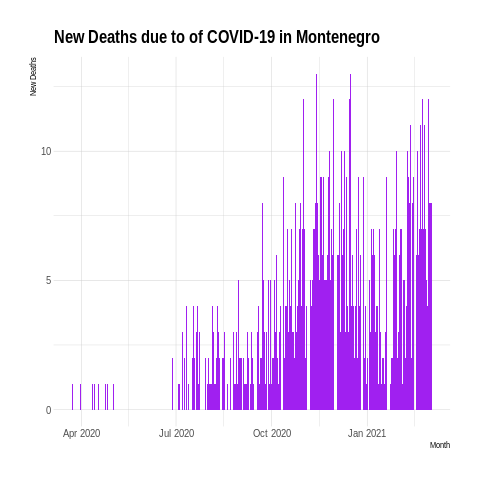 New Deaths due to of COVID-19 in Montenegro
New Deaths
10
5
0
Apr 2020 Jul 2020 Oct 2020 Jan 2021
Month